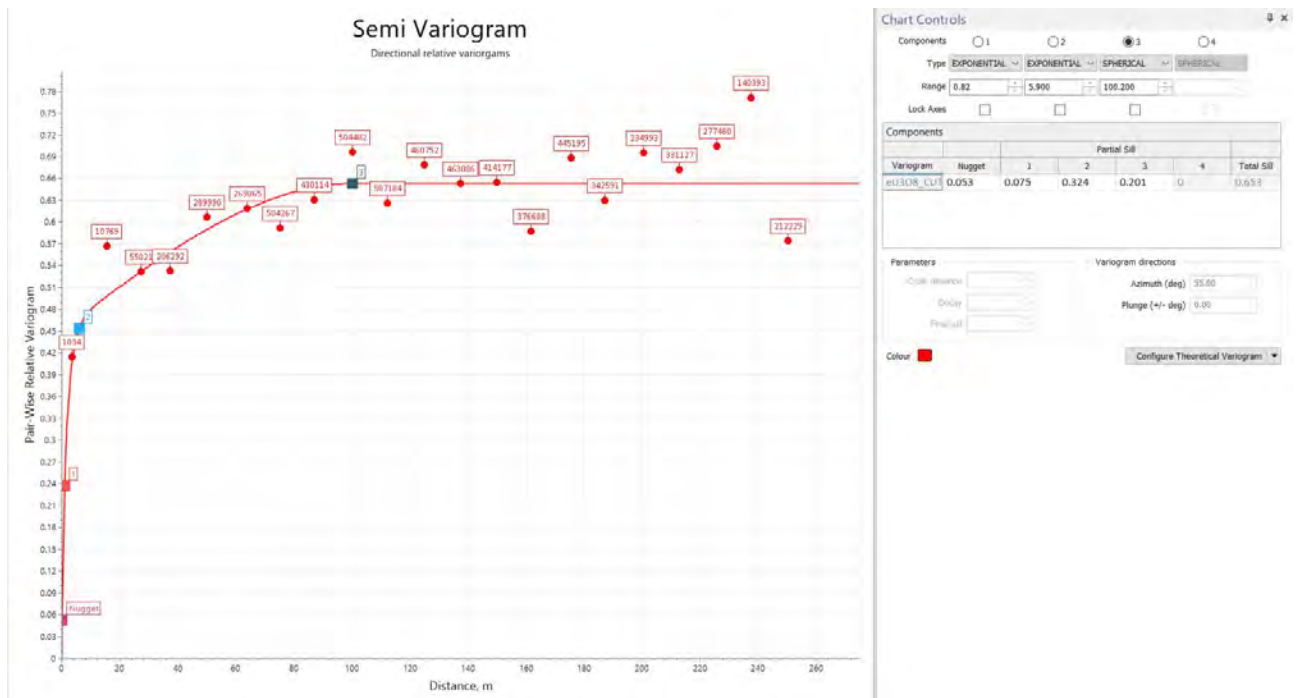 Semi Variogram
Directional relative variorgams
Pair-Wise Relative Variogram
0.78
0.75
0.72
0.69
0.66
0.63
0.6
0.57
0.54
0.51
0.48
0.45
0.42
0.39
0.36
0.33
0.3
0.27
0.24
0.21
0.18
0.15
0.12
0.09
0.06
0.03
0
Nugget
1
1034
2
10769
55821
206292
289990
269065
504267
430114
504402
3
507184
460752
463006
414177
376688
445195
342591
234993
331127
277480
140393
212229
0 20 40 60 80 100 120 140 160 180 200 220 240 260
Distance, m
Chart Controls
Components 1 2 3 4
Type EXPONENTIAL EXPONENTIAL SPHERICAL SPHERICAL
Range 0.82 5.900 100.200
Lock Axes
Components
Partial Sill
Variogram Nugget 1 2 3 4 Total Sill
0.053 0.075 0.324 0.201 0 0.653
Parameters
Variogram directions
Azimuth (deg) 55.00
Decay
Plunge (+/- deg) 0.00
Colour
Configure Theoretical Variogram